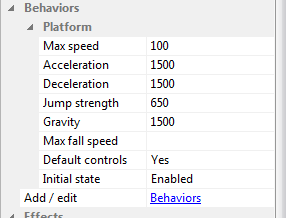 Behaviors
Platform
Max speed 100
Acceleration 1500
Deceleration 1500
Jump strength 650
Gravity 1500
Max fall speed
Default controls Yes
Initial state Enabled
Add / edit Behaviors
Effects